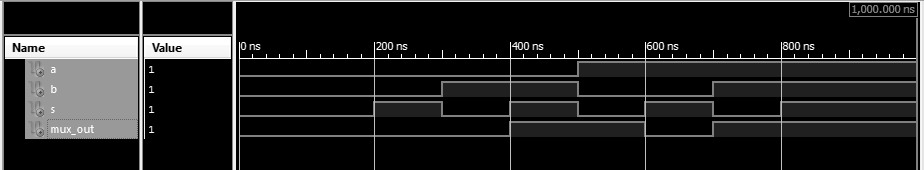 1,000.000 ns
Name Value 0 ns 200 ns 400 ns 600 ns 800 ns
a 1
b 1
s 1
mux_out 1